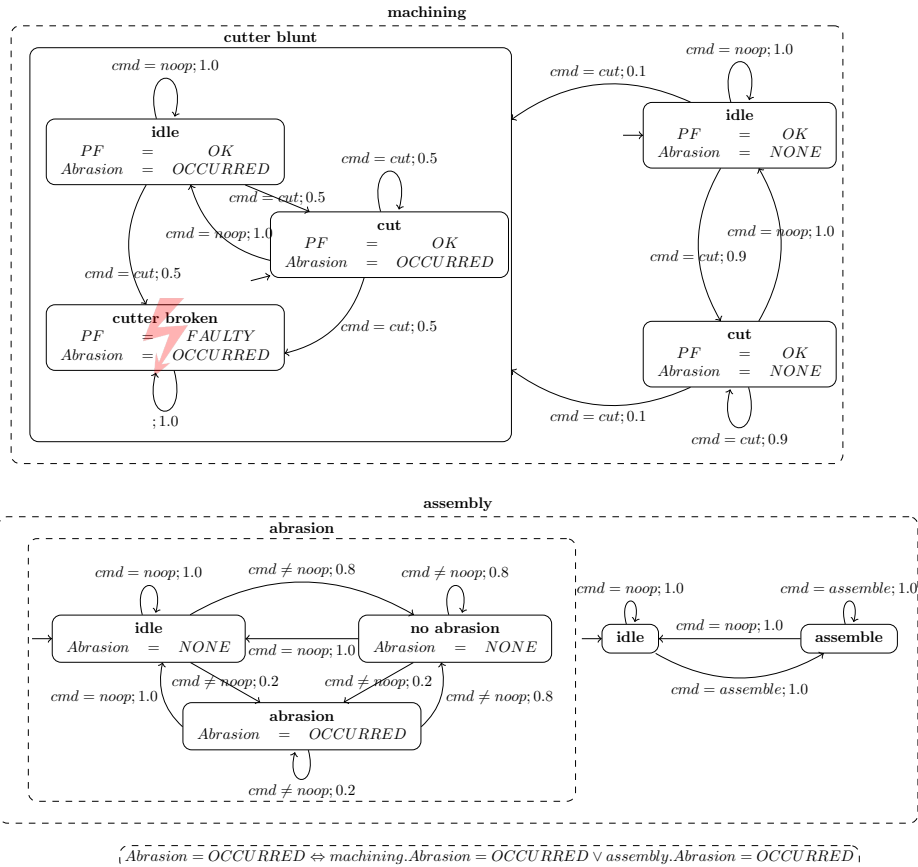 machining
cutter blunt
cmd = noop; 1.0
idle
PF = OK
Abrasion = OCCURRED
cmd = cut; 0.5
cmd = cut; 0.5
cmd = noop; 1.0
cut
PF = OK
Abrasion = OCCURRED
cmd = cut; 0.5
cutter broken
PF = FAULTY
Abrasion = OCCURRED
cmd = cut; 0.5
; 1.0
cmd = cut; 0.1
cmd = noop; 1.0
idle
PF = OK
Abrasion = NONE
cmd = noop; 1.0
cmd = cut; 0.9
cut
PF = OK
Abrasion = NONE
cmd = cut; 0.1
cmd = cut; 0.9
assembly
abrasion
cmd = noop; 1.0
cmd ≠ noop; 0.8
cmd ≠ noop; 0.8
idle
Abrasion = NONE
cmd = noop; 1.0
no abrasion
Abrasion = NONE
cmd = noop; 1.0
cmd ≠ noop; 0.2
cmd ≠ noop; 0.2
cmd ≠ noop; 0.8
abrasion
Abrasion = OCCURRED
cmd ≠ noop; 0.2
cmd = noop; 1.0
cmd = assemble; 1.0
idle
cmd = noop; 1.0
assemble
cmd = assemble; 1.0
Abrasion = OCCURRED ⇔ machining.Abrasion = OCCURRED ∨ assembly.Abrasion = OCCURRED